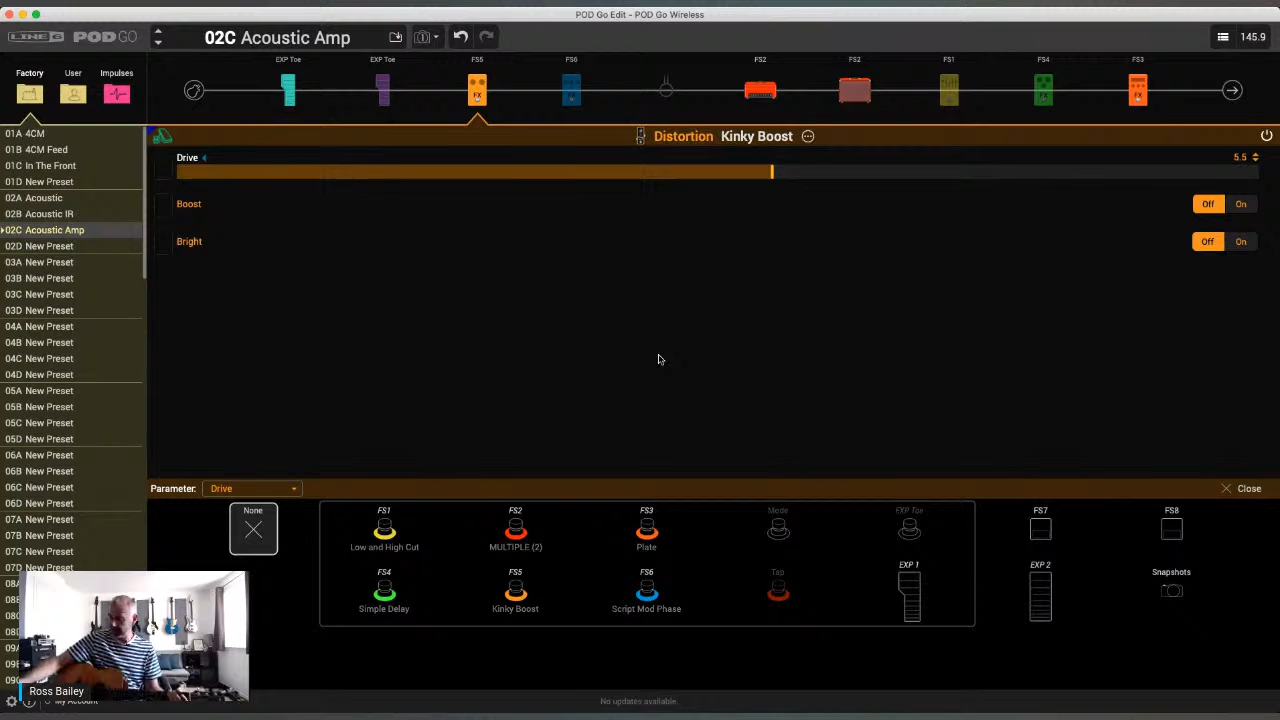 POD Go Edit - POD Go Wireless
LINE 6 POD GO
02C Acoustic Amp
145.9
Factory User Impulses
EXP Toe EXP Toe FS5 FS6 FS2 FS2 FS1 FS4 FS3
FX FX
01A 4CM
01B 4CM Feed
01C In The Front
01D New Preset
02A Acoustic
02B Acoustic IR
02C Acoustic Amp
02D New Preset
03A New Preset
03B New Preset
03C New Preset
03D New Preset
04A New Preset
04B New Preset
04C New Preset
04D New Preset
05A New Preset
05B New Preset
05C New Preset
05D New Preset
06A New Preset
06B New Preset
06C New Preset
06D New Preset
07A New Preset
07B New Preset
07C New Preset
07D New Preset
Distortion Kinky Boost
Drive 5.5
Boost Off On
Bright Off On
Parameter: Drive Close
None
FS1 FS2 FS3 Mode EXP Toe FS7 FS8
Low and High Cut MULTIPLE (2) Plate
FS4 FS5 FS6 Tap EXP 1 EXP 2 Snapshots
Simple Delay Kinky Boost Script Mod Phase
Ross Bailey
My Account
No updates available.